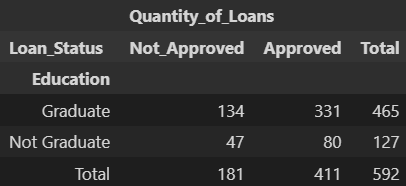 Quantity_of_Loans
Loan_Status Not_Approved Approved Total
Education
Graduate 134 331 465
Not Graduate 47 80 127
Total 181 411 592